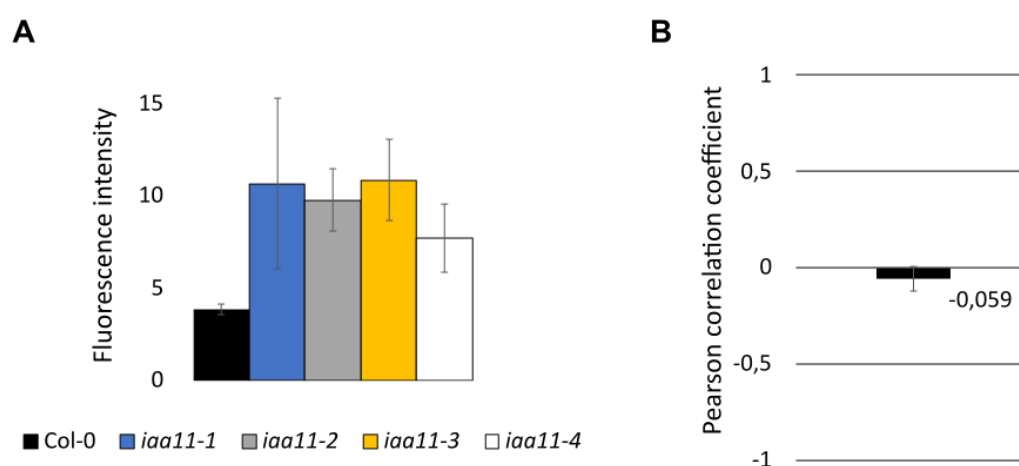 A
Fluorescence intensity
15
10
5
0
Col-0 iaa11-1 iaa11-2 iaa11-3 iaa11-4
B
Pearson correlation coefficient
1
0,5
0
-0,059
-0,5
-1